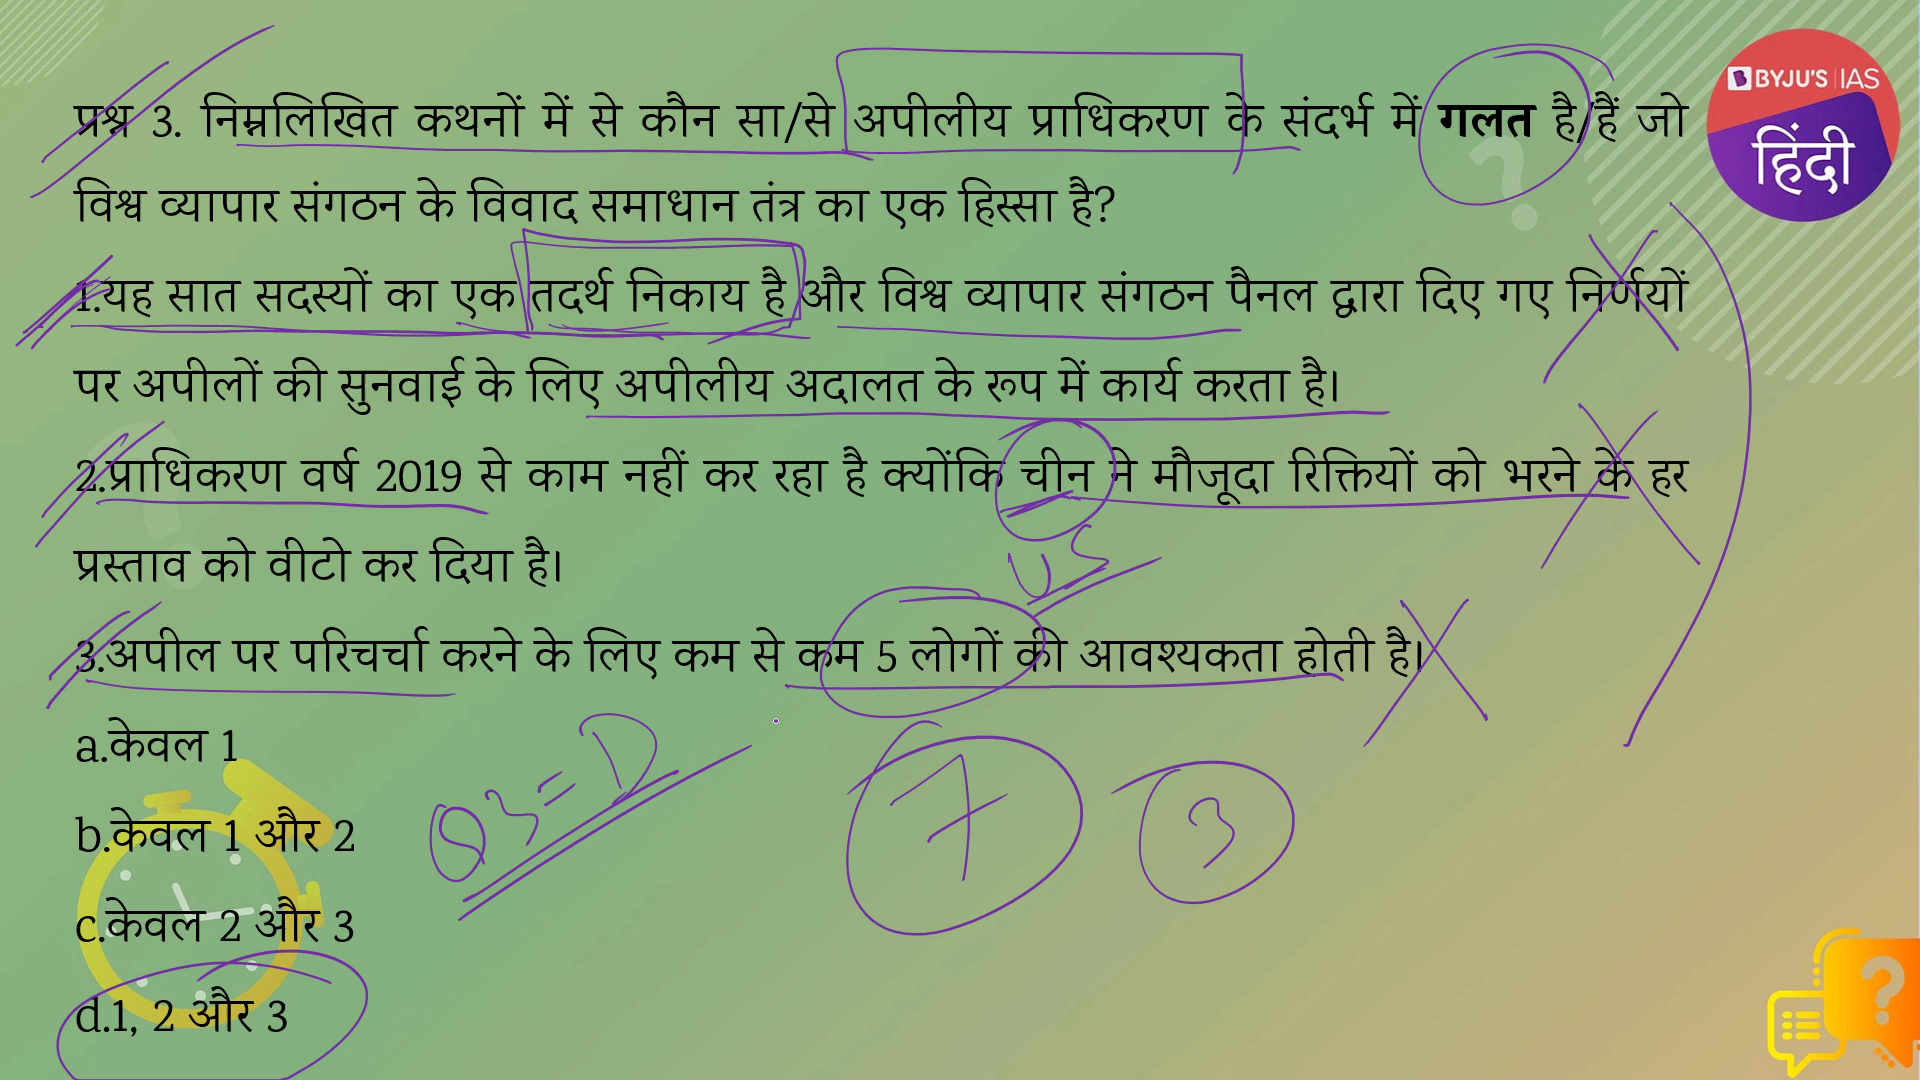 BYJU'S IAS
हिंदी
प्रश्न 3. निम्नलिखित कथनों में से कौन सा/से अपीलीय प्राधिकरण के संदर्भ में गलत है/हैं जो
विश्व व्यापार संगठन के विवाद समाधान तंत्र का एक हिस्सा है?
1.यह सात सदस्यों का एक तदर्थ निकाय है और विश्व व्यापार संगठन पैनल द्वारा दिए गए निर्णयों
पर अपीलों की सुनवाई के लिए अपीलीय अदालत के रूप में कार्य करता है।
2.प्राधिकरण वर्ष 2019 से काम नहीं कर रहा है क्योंकि चीन ने मौजूदा रिक्तियों को भरने के हर
प्रस्ताव को वीटो कर दिया है।
US
3.अपील पर परिचर्चा करने के लिए कम से कम 5 लोगों की आवश्यकता होती है।
a.केवल 1
Q3=D
7
3
b.केवल 1 और 2
c.केवल 2 और 3
d.1, 2 और 3